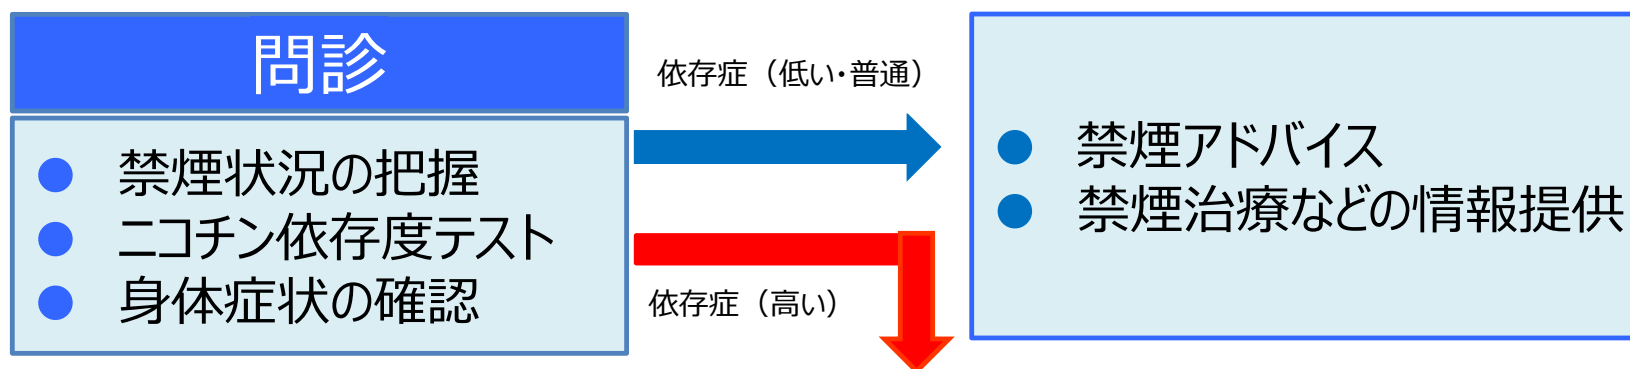 問診
● 禁煙状況の把握
● ニコチン依存度テスト
● 身体症状の確認
依存症（低い・普通）
依存症（高い）
● 禁煙アドバイス
● 禁煙治療などの情報提供